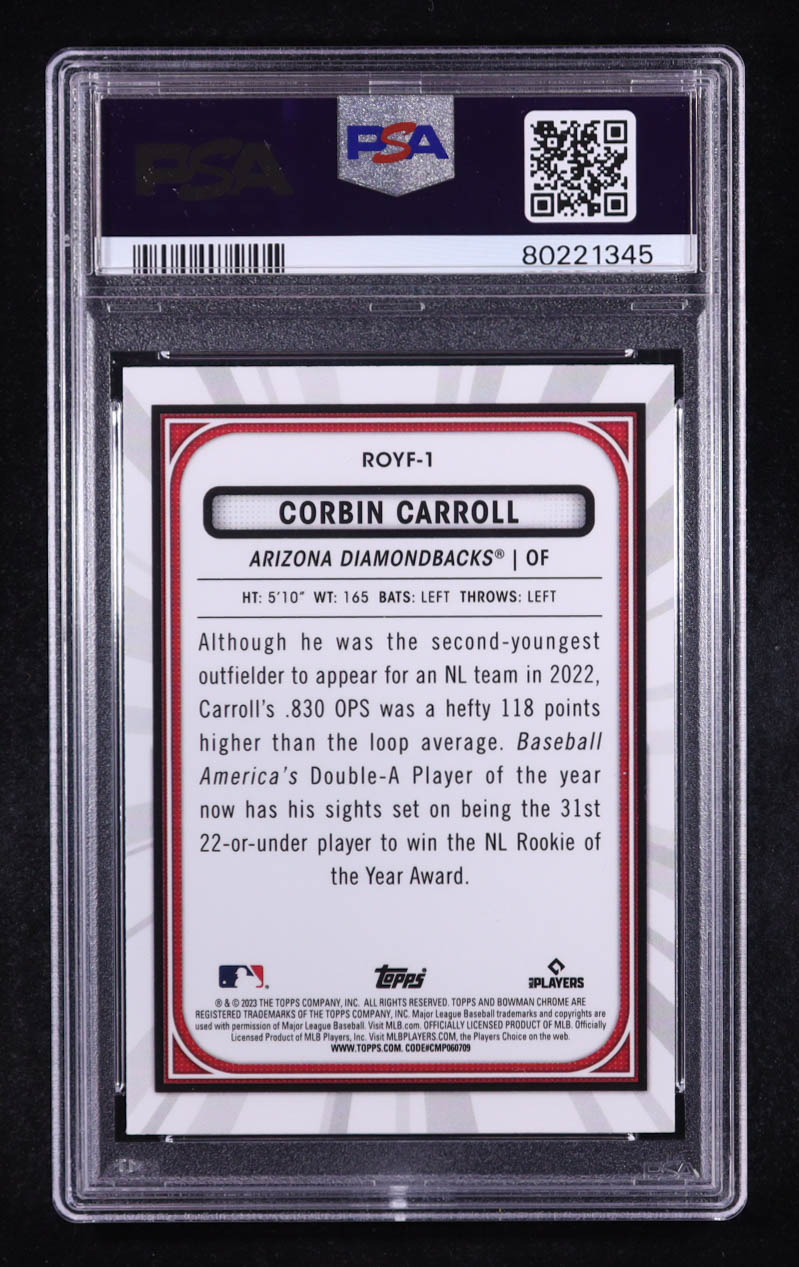 PSA PSA
80221345
ROYF-1
CORBIN CARROLL
ARIZONA DIAMONDBACKS® | OF
HT: 5'10" WT: 165 BATS: LEFT THROWS: LEFT
Although he was the second-youngest
outfielder to appear for an NL team in 2022,
Carroll's .830 OPS was a hefty 118 points
higher than the loop average. Baseball
America's Double-A Player of the year
now has his sights set on being the 31st
22-or-under player to win the NL Rookie of
the Year Award.
Topps
PLAYERS
® & © 2023 THE TOPPS COMPANY, INC. ALL RIGHTS RESERVED. TOPPS AND BOWMAN CHROME ARE
REGISTERED TRADEMARKS OF THE TOPPS COMPANY, INC. Major League Baseball trademarks and copyrights are
used with permission of Major League Baseball. Visit MLB.com. OFFICIALLY LICENSED PRODUCT OF MLB. Officially
Licensed Product of MLB Players, Inc. Visit MLBPLAYERS.COM, the Players Choice on the web.
WWW.TOPPS.COM. CODE#CMP060709
PSA